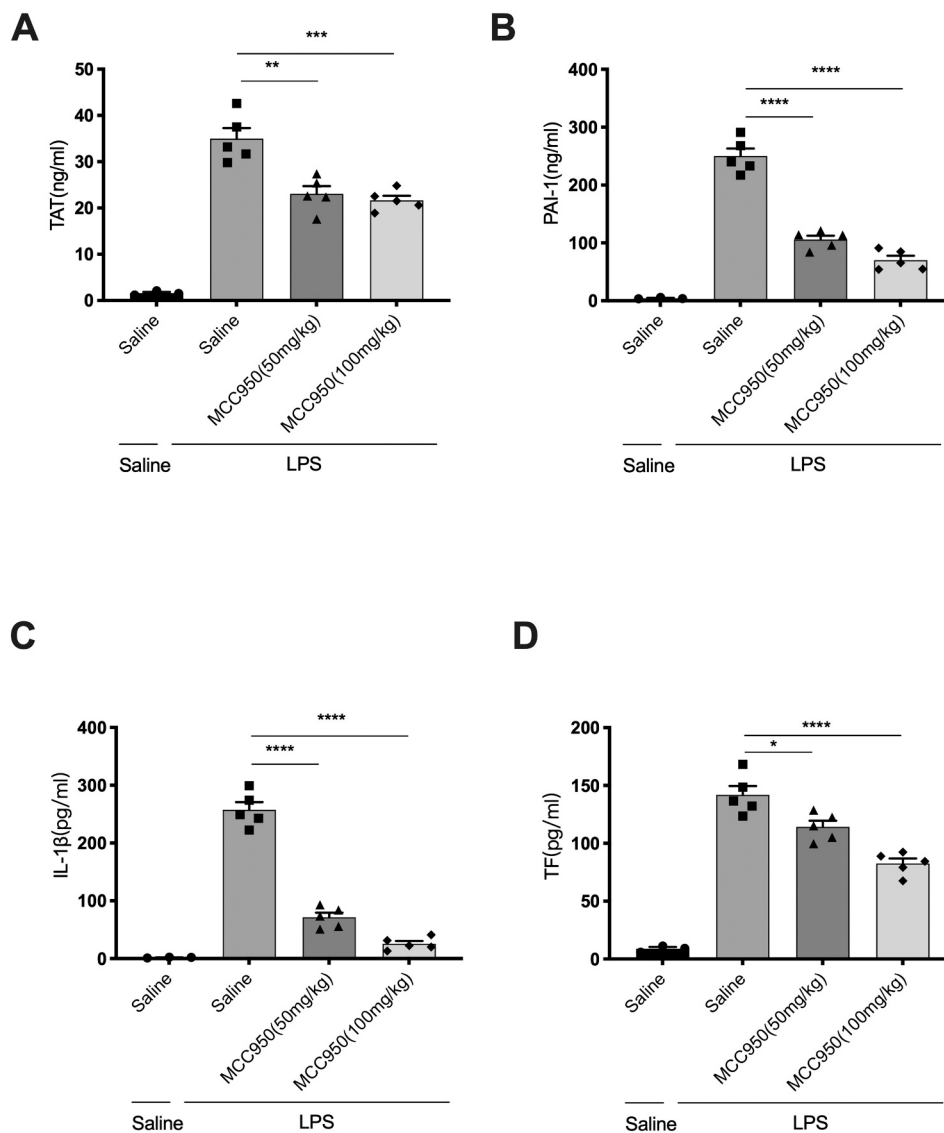 A
TAT(ng/ml)
50
40
30
20
10
0
***
**
Saline
Saline
MCC950(50mg/kg)
MCC950(100mg/kg)
Saline
LPS
B
PAI-1(ng/ml)
400
300
200
100
0
****
****
Saline
Saline
MCC950(50mg/kg)
MCC950(100mg/kg)
Saline
LPS
C
IL-1β(pg/ml)
400
300
200
100
0
****
****
Saline
Saline
MCC950(50mg/kg)
MCC950(100mg/kg)
Saline
LPS
D
TF(pg/ml)
200
150
100
50
0
****
*
Saline
Saline
MCC950(50mg/kg)
MCC950(100mg/kg)
Saline
LPS